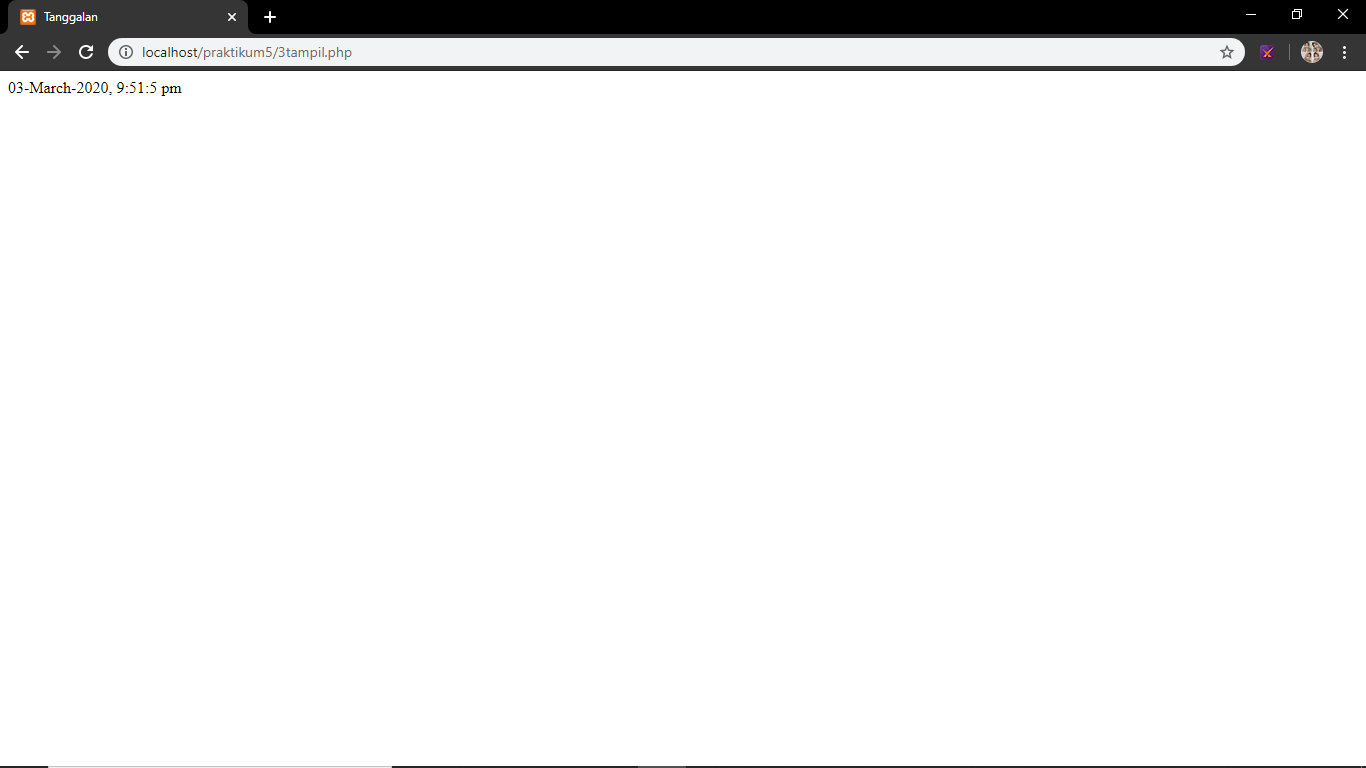 Tanggalan
localhost/praktikum5/3tampil.php
03-March-2020, 9:51:5 pm